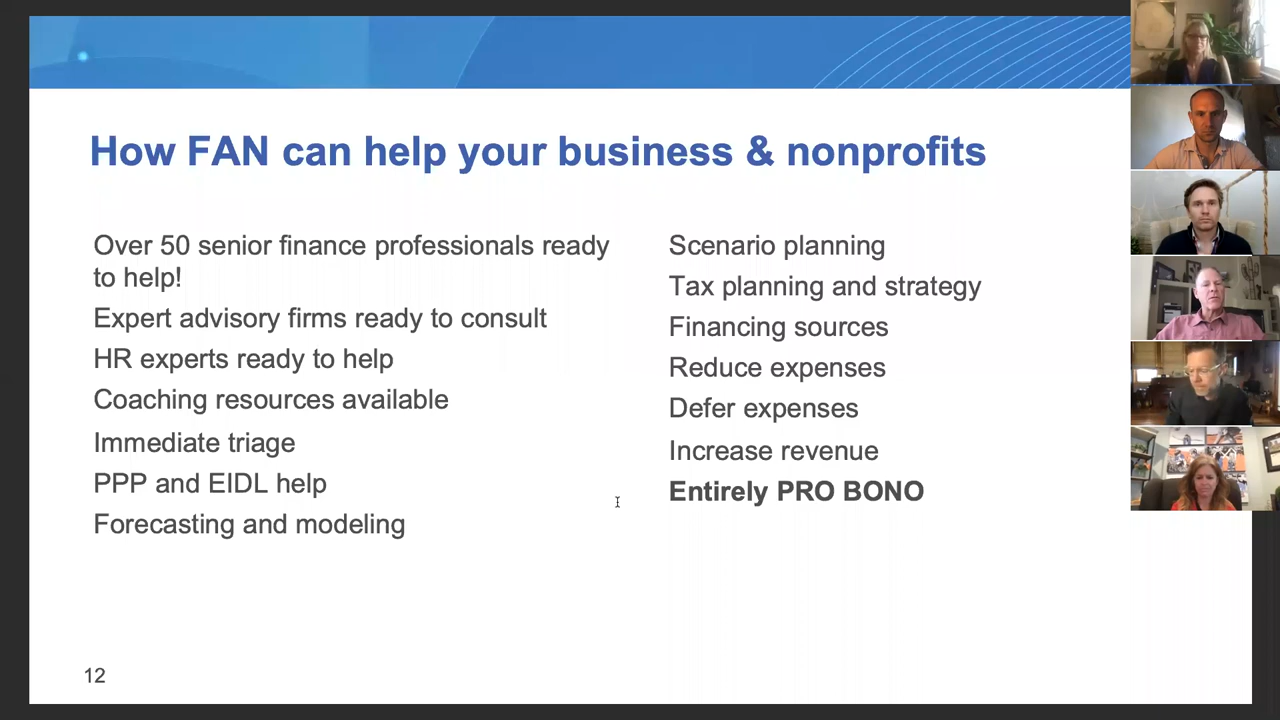 How FAN can help your business & nonprofits
Over 50 senior finance professionals ready
to help!
Expert advisory firms ready to consult
HR experts ready to help
Coaching resources available
Immediate triage
PPP and EIDL help
Forecasting and modeling
Scenario planning
Tax planning and strategy
Financing sources
Reduce expenses
Defer expenses
Increase revenue
Entirely PRO BONO
12